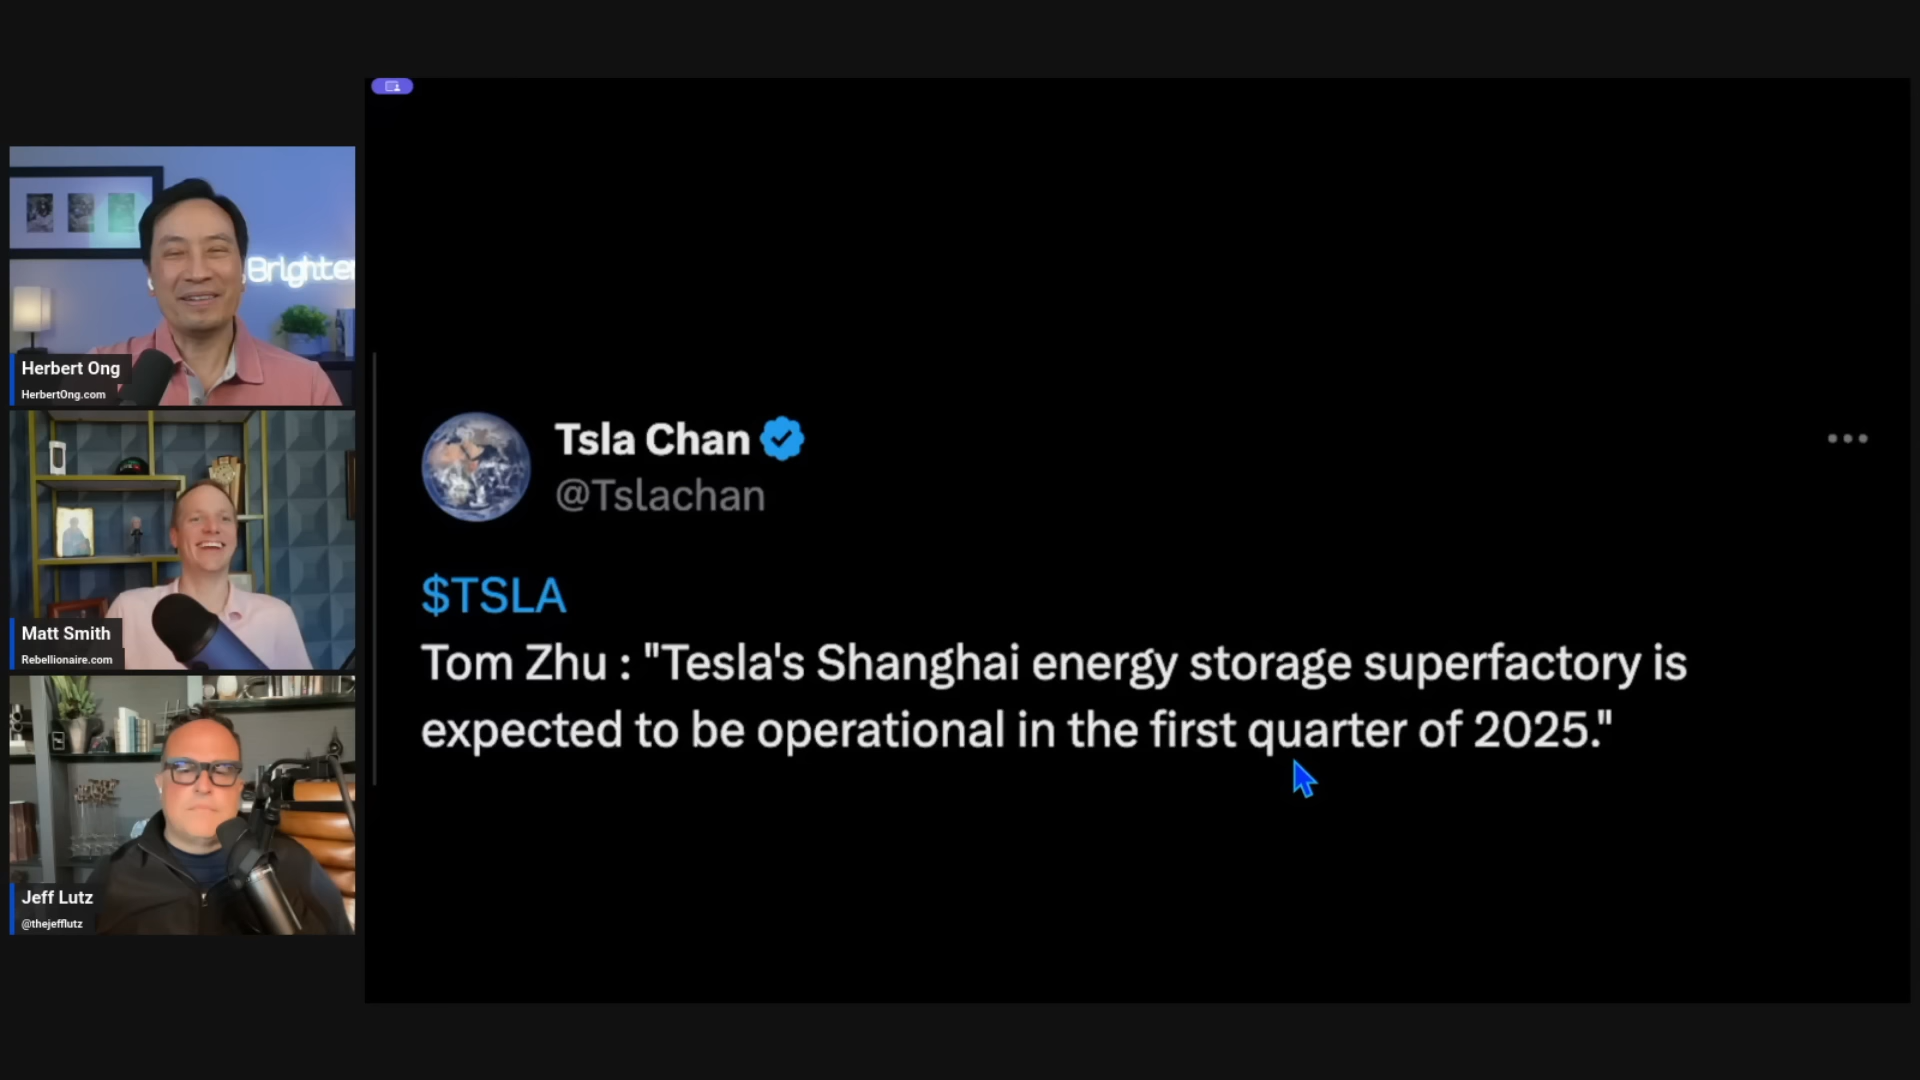 Brighter
Herbert Ong
HerbertOng.com
Matt Smith
Rebellionaire.com
Jeff Lutz
@thejefflutz
Tsla Chan
@Tslachan
$TSLA
Tom Zhu : "Tesla's Shanghai energy storage superfactory is
expected to be operational in the first quarter of 2025."